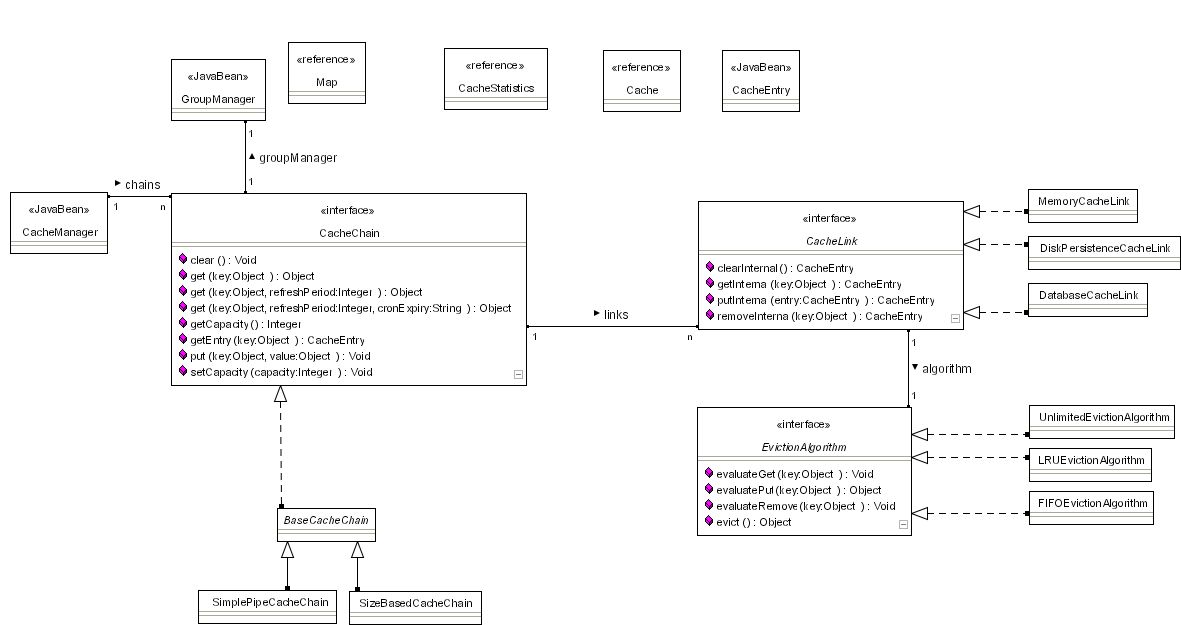 «JavaBean»
GroupManager
«reference»
Map
«reference»
CacheStatistics
«reference»
Cache
«JavaBean»
CacheEntry
1
groupManager
1
chains
1
n
«JavaBean»
CacheManager
«interface»
CacheChain
clear () : Void
get (key:Object ) : Object
get (key:Object, refreshPeriod:Integer ) : Object
get (key:Object, refreshPeriod:Integer, cronExpiry:String ) : Object
getCapacity () : Integer
getEntry (key:Object ) : CacheEntry
put (key:Object, value:Object ) : Void
setCapacity (capacity:Integer ) : Void
links
1
n
«interface»
CacheLink
clearInternal () : CacheEntry
getInterna (key:Object ) : CacheEntry
putInterna (entry:CacheEntry ) : CacheEntry
removeInterna (key:Object ) : CacheEntry
MemoryCacheLink
DiskPersistenceCacheLink
DatabaseCacheLink
1
algorithm
1
«interface»
EvictionAlgorithm
evaluateGet (key:Object ) : Void
evaluatePut (key:Object ) : Object
evaluateRemove (key:Object ) : Void
evict () : Object
UnlimitedEvictionAlgorithm
LRUEvictionAlgorithm
FIFOEvictionAlgorithm
BaseCacheChain
SimplePipeCacheChain
SizeBasedCacheChain